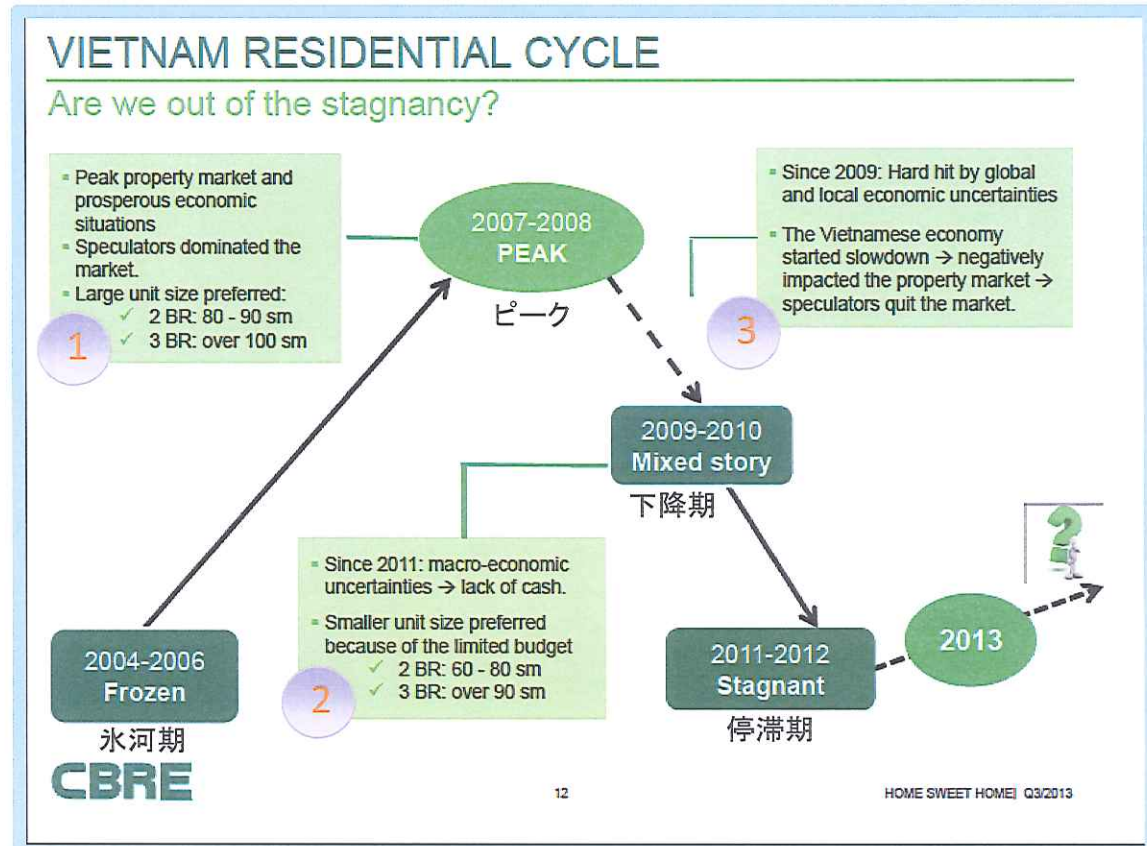 VIETNAM RESIDENTIAL CYCLE
Are we out of the stagnancy?
Peak property market and
prosperous economic
situations
Speculators dominated the
market.
Large unit size preferred:
✓ 2 BR: 80 - 90 sm
✓ 3 BR: over 100 sm
1
2007-2008
PEAK
ピーク
Since 2009: Hard hit by global
and local economic uncertainties
The Vietnamese economy
started slowdown → negatively
impacted the property market →
speculators quit the market.
3
2009-2010
Mixed story
下降期
Since 2011: macro-economic
uncertainties → lack of cash.
Smaller unit size preferred
because of the limited budget
✓ 2 BR: 60 - 80 sm
✓ 3 BR: over 90 sm
2
2004-2006
Frozen
氷河期
2011-2012
Stagnant
停滞期
2013
?
CBRE
12
HOME SWEET HOME| Q3/2013